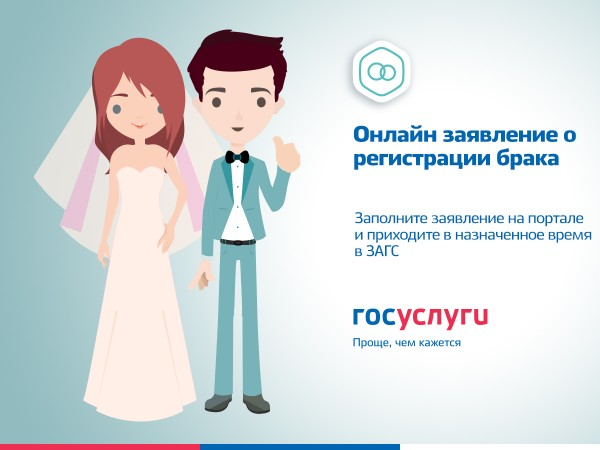 Онлайн заявление о
регистрации брака
Заполните заявление на портале
и приходите в назначенное время
в ЗАГС
госуслуги
Проще, чем кажется